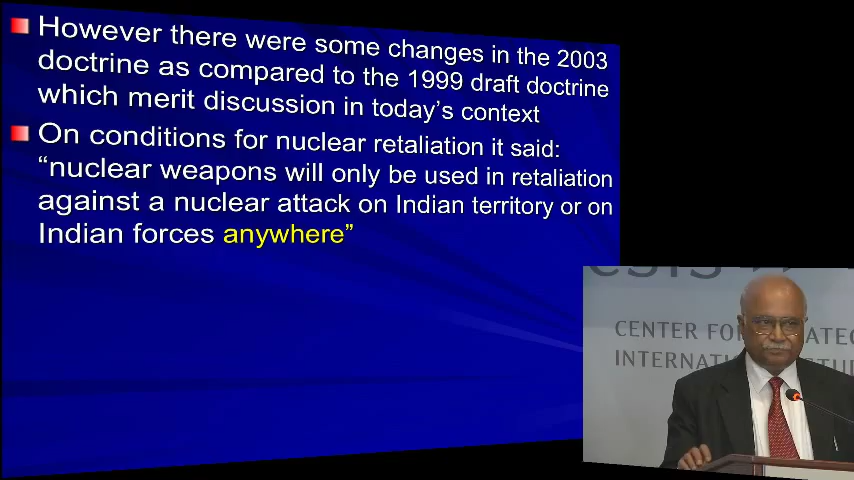 However there were some changes in the 2003
doctrine as compared to the 1999 draft doctrine
which merit discussion in today's context
On conditions for nuclear retaliation it said:
“nuclear weapons will only be used in retaliation
against a nuclear attack on Indian territory or on
Indian forces anywhere”
CSIS
CENTER FO
INTERNAT